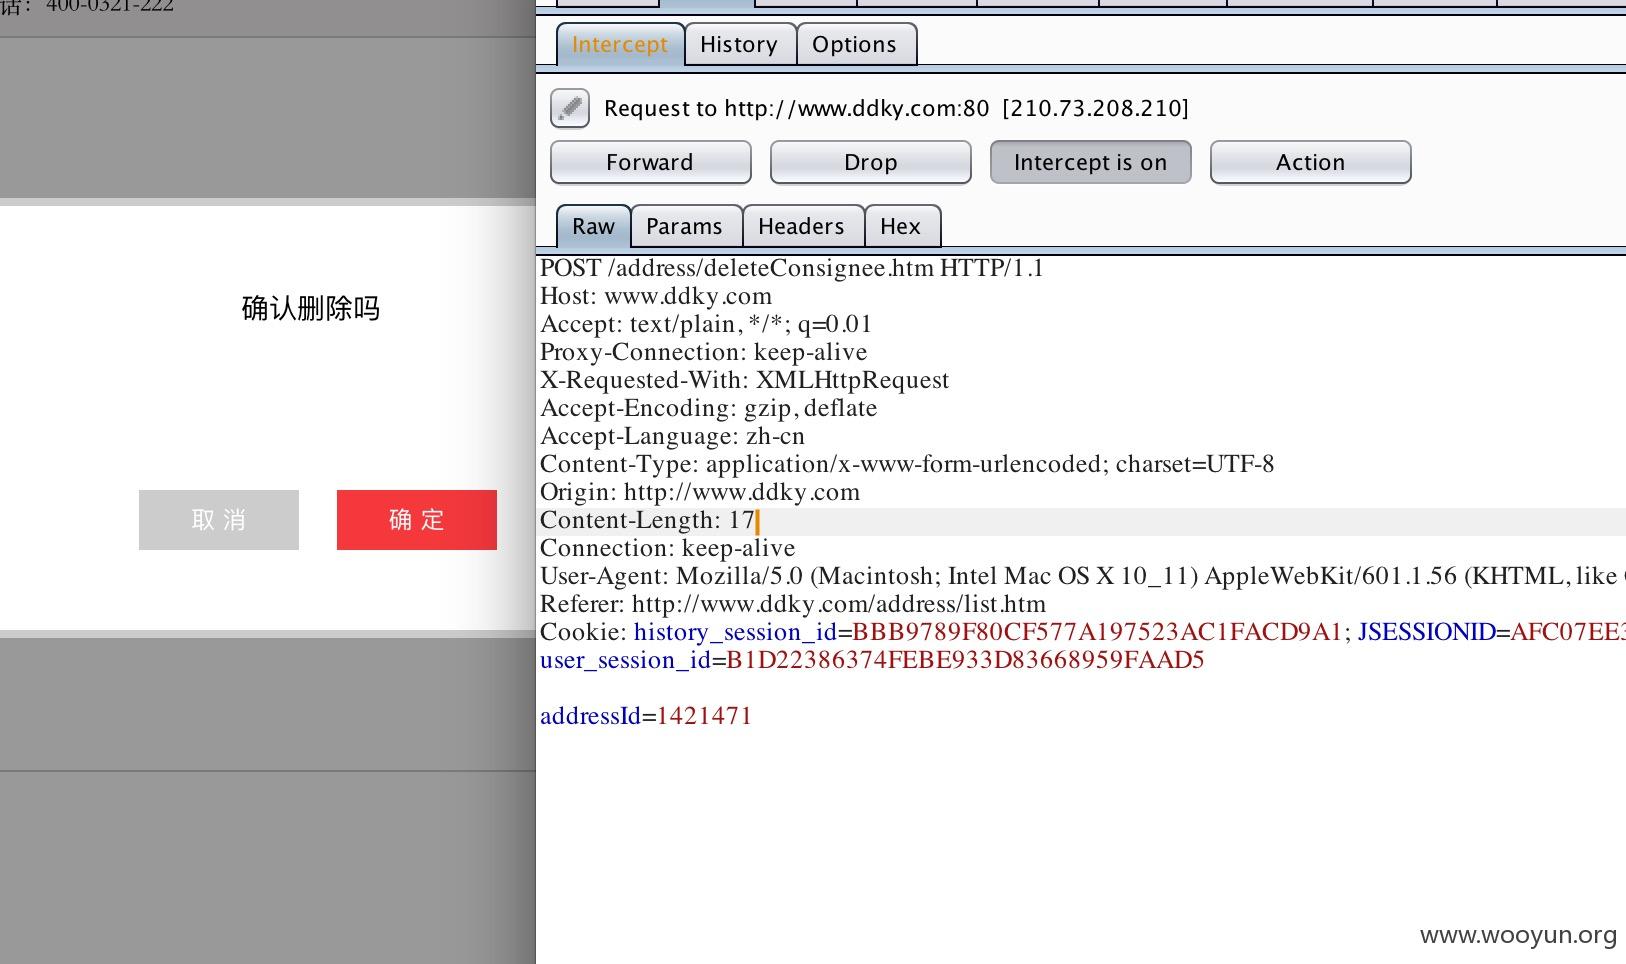 话：400-0321-222
确认删除吗
取 消
确 定
Intercept
History
Options
Request to http://www.ddky.com:80 [210.73.208.210]
Forward
Drop
Intercept is on
Action
Raw
Params
Headers
Hex
POST /address/deleteConsignee.htm HTTP/1.1
Host: www.ddky.com
Accept: text/plain, */*; q=0.01
Proxy-Connection: keep-alive
X-Requested-With: XMLHttpRequest
Accept-Encoding: gzip, deflate
Accept-Language: zh-cn
Content-Type: application/x-www-form-urlencoded; charset=UTF-8
Origin: http://www.ddky.com
Content-Length: 17
Connection: keep-alive
User-Agent: Mozilla/5.0 (Macintosh; Intel Mac OS X 10_11) AppleWebKit/601.1.56 (KHTML, like
Referer: http://www.ddky.com/address/list.htm
Cookie: history_session_id=BBB9789F80CF577A197523AC1FACD9A1; JSESSIONID=AFC07EE3
user_session_id=B1D22386374FEBE933D83668959FAAD5
addressId=1421471
www.wooyun.org